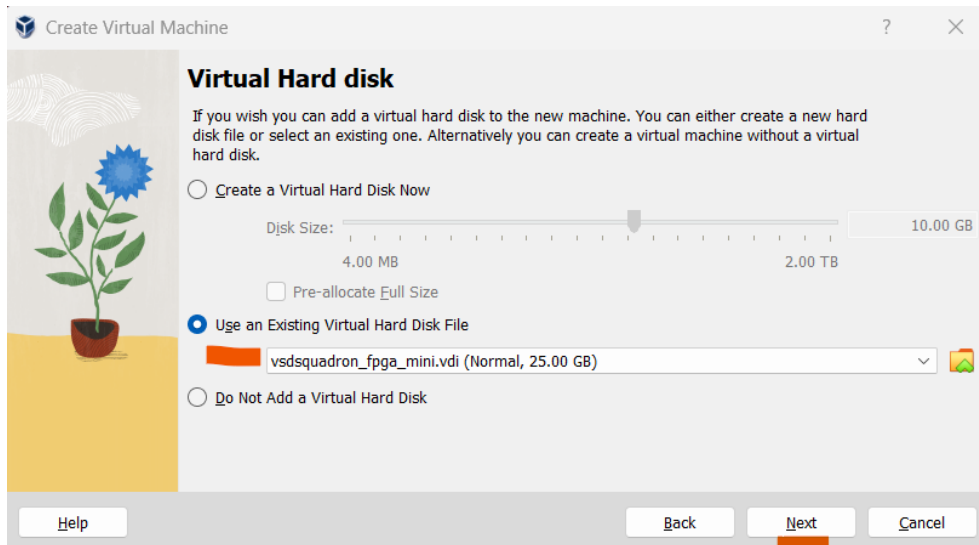 Create Virtual Machine
?
Virtual Hard disk
If you wish you can add a virtual hard disk to the new machine. You can either create a new hard
disk file or select an existing one. Alternatively you can create a virtual machine without a virtual
hard disk.
Create a Virtual Hard Disk Now
Disk Size:
10.00 GB
4.00 MB
2.00 TB
Pre-allocate Full Size
Use an Existing Virtual Hard Disk File
vsdsquadron_fpga_mini.vdi (Normal, 25.00 GB)
Do Not Add a Virtual Hard Disk
Help
Back
Next
Cancel